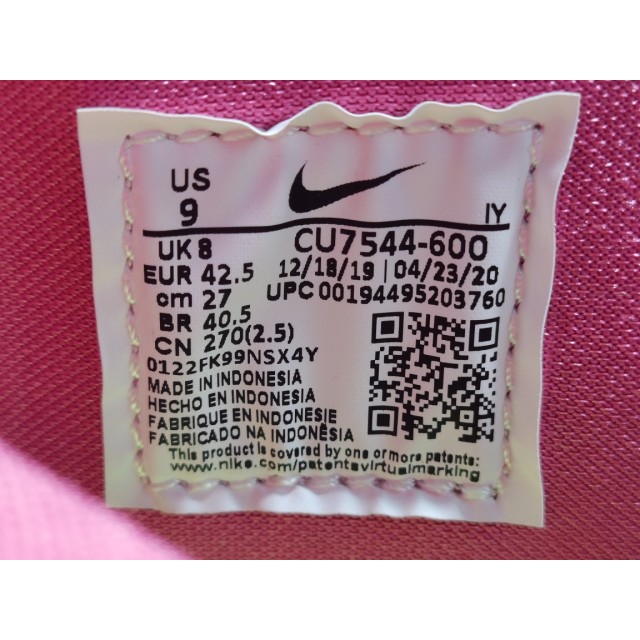 US
9
IY
UK 8
CU7544-600
EUR 42.5
12/18/19 | 04/23/20
cm 27
UPC 00194495203760
BR 40.5
CN 270(2.5)
0122FK99NSX4Y
MADE IN INDONESIA
HECHO EN INDONESIA
FABRIQUE EN INDONESIE
FABRICADO NA INDONÊSIA
This product is covered by one or more patents:
www.nike.com/patentsvirtualmarking